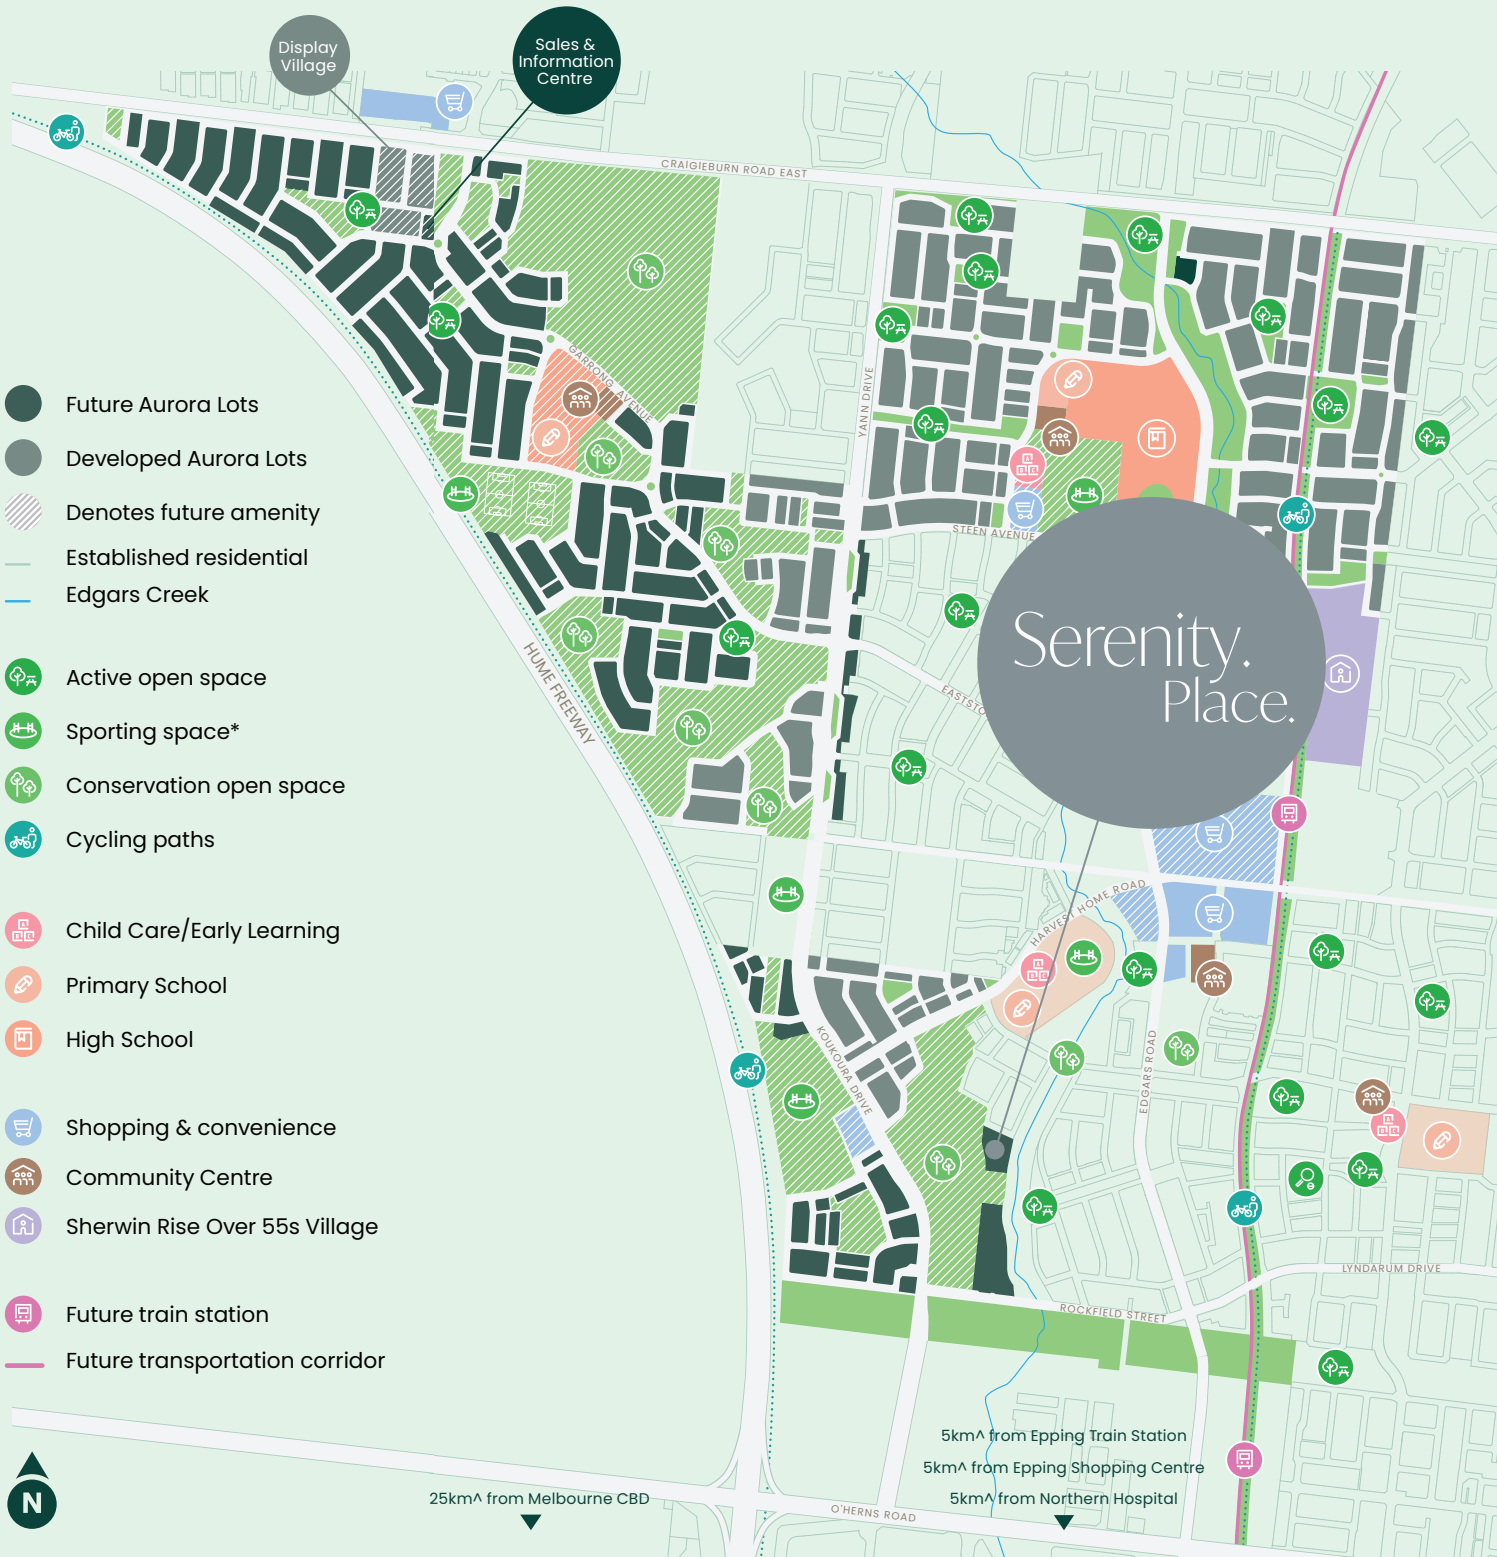 Display
Village
Sales &
Information
Centre
CRAIGIEBURN ROAD EAST
GARRONG AVENUE
YANN DRIVE
STEEN AVENUE
Future Aurora Lots
Developed Aurora Lots
Denotes future amenity
Established residential
Edgars Creek
Active open space
Sporting space*
Conservation open space
Cycling paths
Child Care/Early Learning
Primary School
High School
Shopping & convenience
Community Centre
Sherwin Rise Over 55s Village
Future train station
Future transportation corridor
Serenity.
Place.
HUME FREEWAY
EASTSTO
HARVEST HOME ROAD
KOUKOURA DRIVE
EDGARS ROAD
LYNDARUM DRIVE
ROCKFIELD STREET
5km^ from Epping Train Station
5km^ from Epping Shopping Centre
5km^ from Northern Hospital
25km^ from Melbourne CBD
O'HERNS ROAD
N